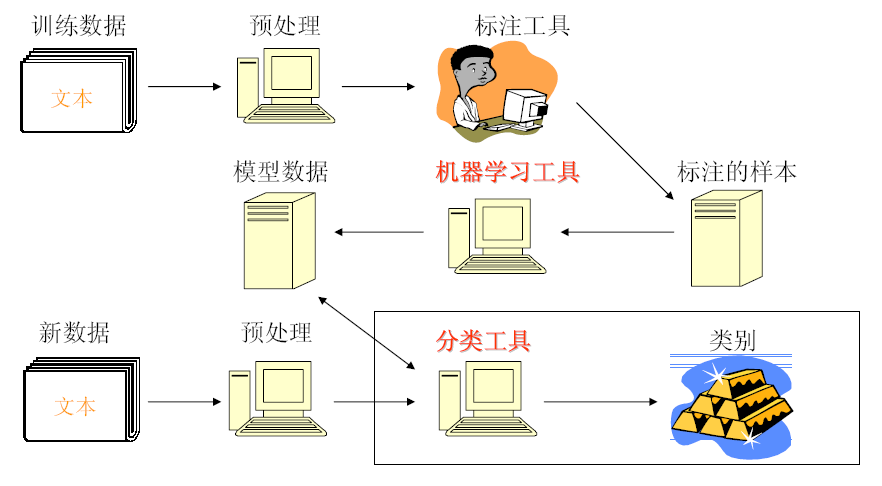 训练数据
预处理
标注工具
文本
模型数据
机器学习工具
标注的样本
新数据
预处理
分类工具
类别
文本